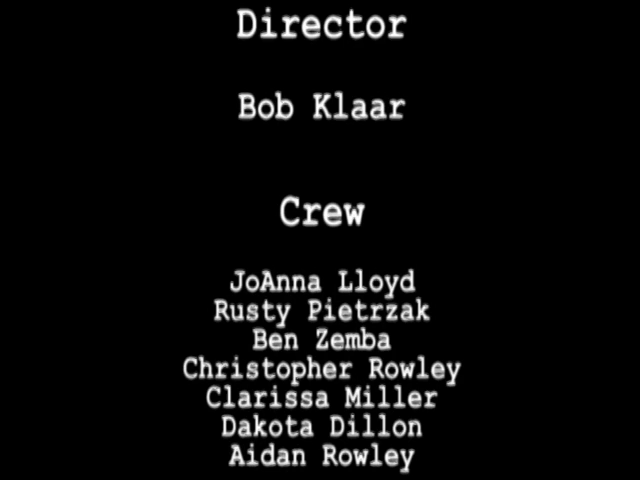 Director
Bob Klaar
Crew
JoAnna Lloyd
Rusty Pietrzak
Ben Zemba
Christopher Rowley
Clarissa Miller
Dakota Dillon
Aidan Rowley